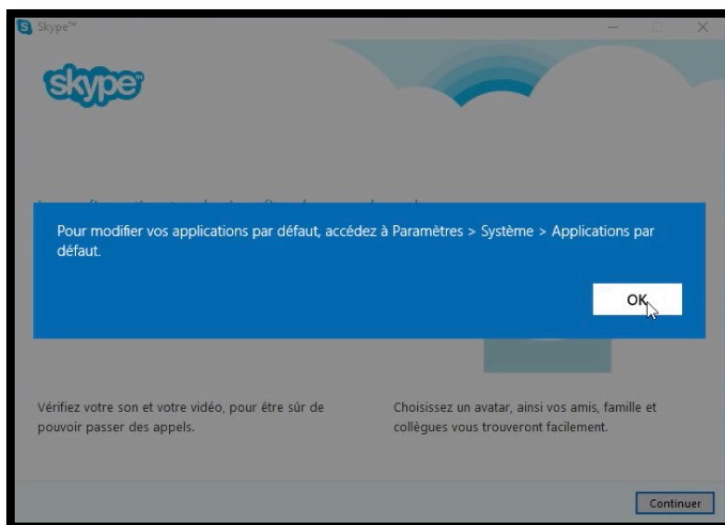 Skype™
skype™
Pour modifier vos applications par défaut, accédez à Paramètres > Système > Applications par
défaut.
OK
Vérifiez votre son et votre vidéo, pour être sûr de
pouvoir passer des appels.
Choisissez un avatar, ainsi vos amis, famille et
collègues vous trouveront facilement.
Continuer